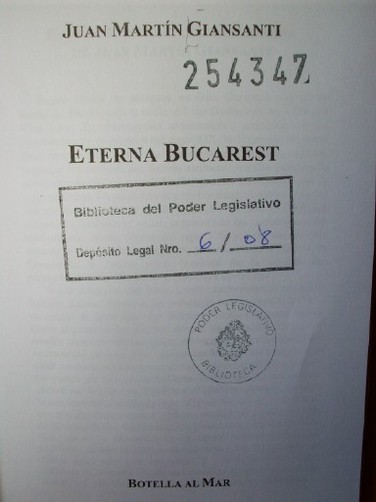 JUAN MARTÍN GIANSANTI
254347
ETERNA BUCAREST
Biblioteca del Poder Legislativo
Depósito Legal Nro. 6/08
PODER LEGISLATIVO
BIBLIOTECA
BOTELLA AL MAR